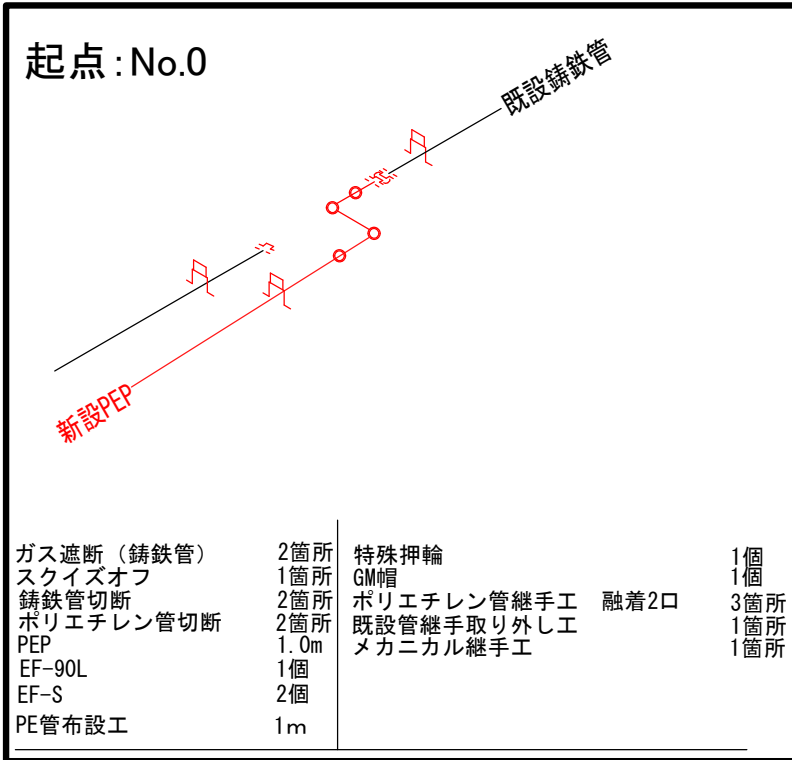 起点:No.0
既設鋳鉄管
新設PEP
ガス遮断（鋳鉄管） 2箇所
スクイズオフ 1箇所
鋳鉄管切断 2箇所
ポリエチレン管切断 2箇所
PEP 1.0m
EF-90L 1個
EF-S 2個
PE管布設工 1m
特殊押輪 1個
GM帽 1個
ポリエチレン管継手工 融着2口 3箇所
既設管継手取り外し工 1箇所
メカニカル継手工 1箇所